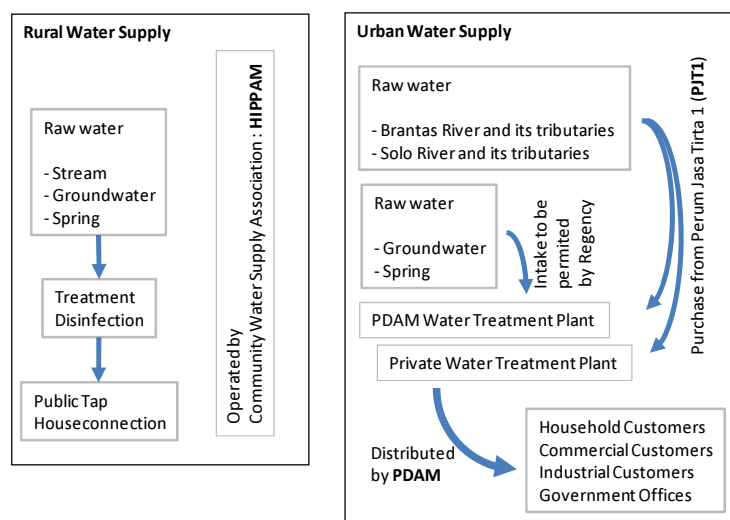 Rural Water Supply
Raw water
- Stream
- Groundwater
- Spring
Treatment
Disinfection
Public Tap
Houseconnection
Operated by
Community Water Supply Association : HIPPAM
Urban Water Supply
Raw water
- Brantas River and its tributaries
- Solo River and its tributaries
Raw water
- Groundwater
- Spring
Intake to be
permited
by Regency
Purchase from Perum Jasa Tirta 1 (PJT1)
PDAM Water Treatment Plant
Private Water Treatment Plant
Distributed
by PDAM
Household Customers
Commercial Customers
Industrial Customers
Government Offices